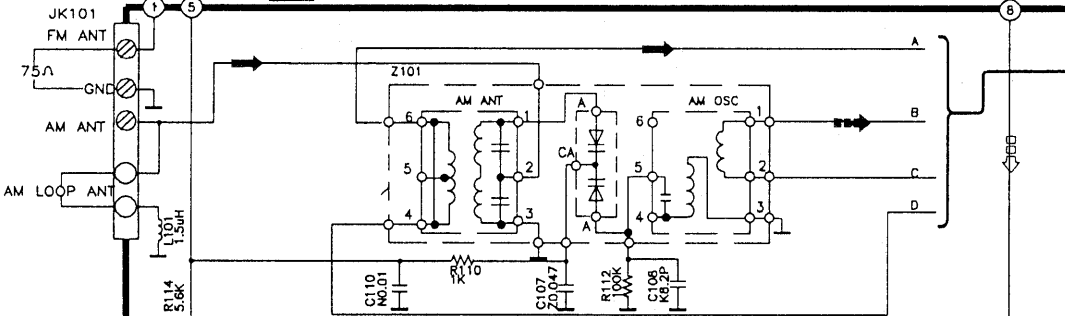 1
5
8
JK101
FM ANT
75Ω
GND
AM ANT
AM LOOP ANT
L101
1.5uH
R114
5.6K
Z101
AM ANT
6
5
4
1
2
3
A
CA
A
AM OSC
6
5
4
1
2
3
A
B
C
D
R110
1K
C110
N0.01
C107
Z0.047
R112
100K
C108
K8.2P